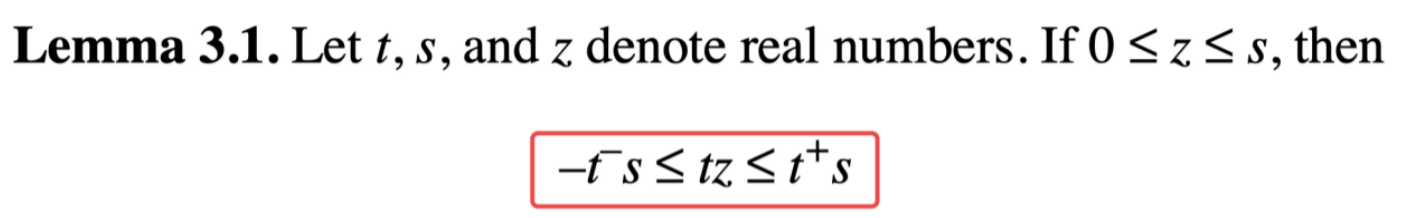 Lemma 3.1. Let t, s, and z denote real numbers. If 0 ≤ z ≤ s, then
–t⁻s ≤ tz ≤ t⁺s